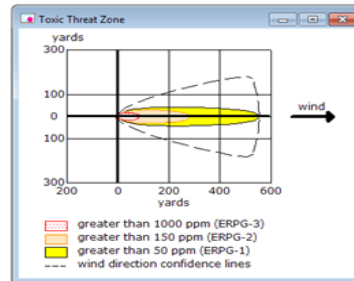 Toxic Threat Zone
yards
300
100
0
100
300
200 0 200 400 600
yards
wind
greater than 1000 ppm (ERPG-3)
greater than 150 ppm (ERPG-2)
greater than 50 ppm (ERPG-1)
wind direction confidence lines